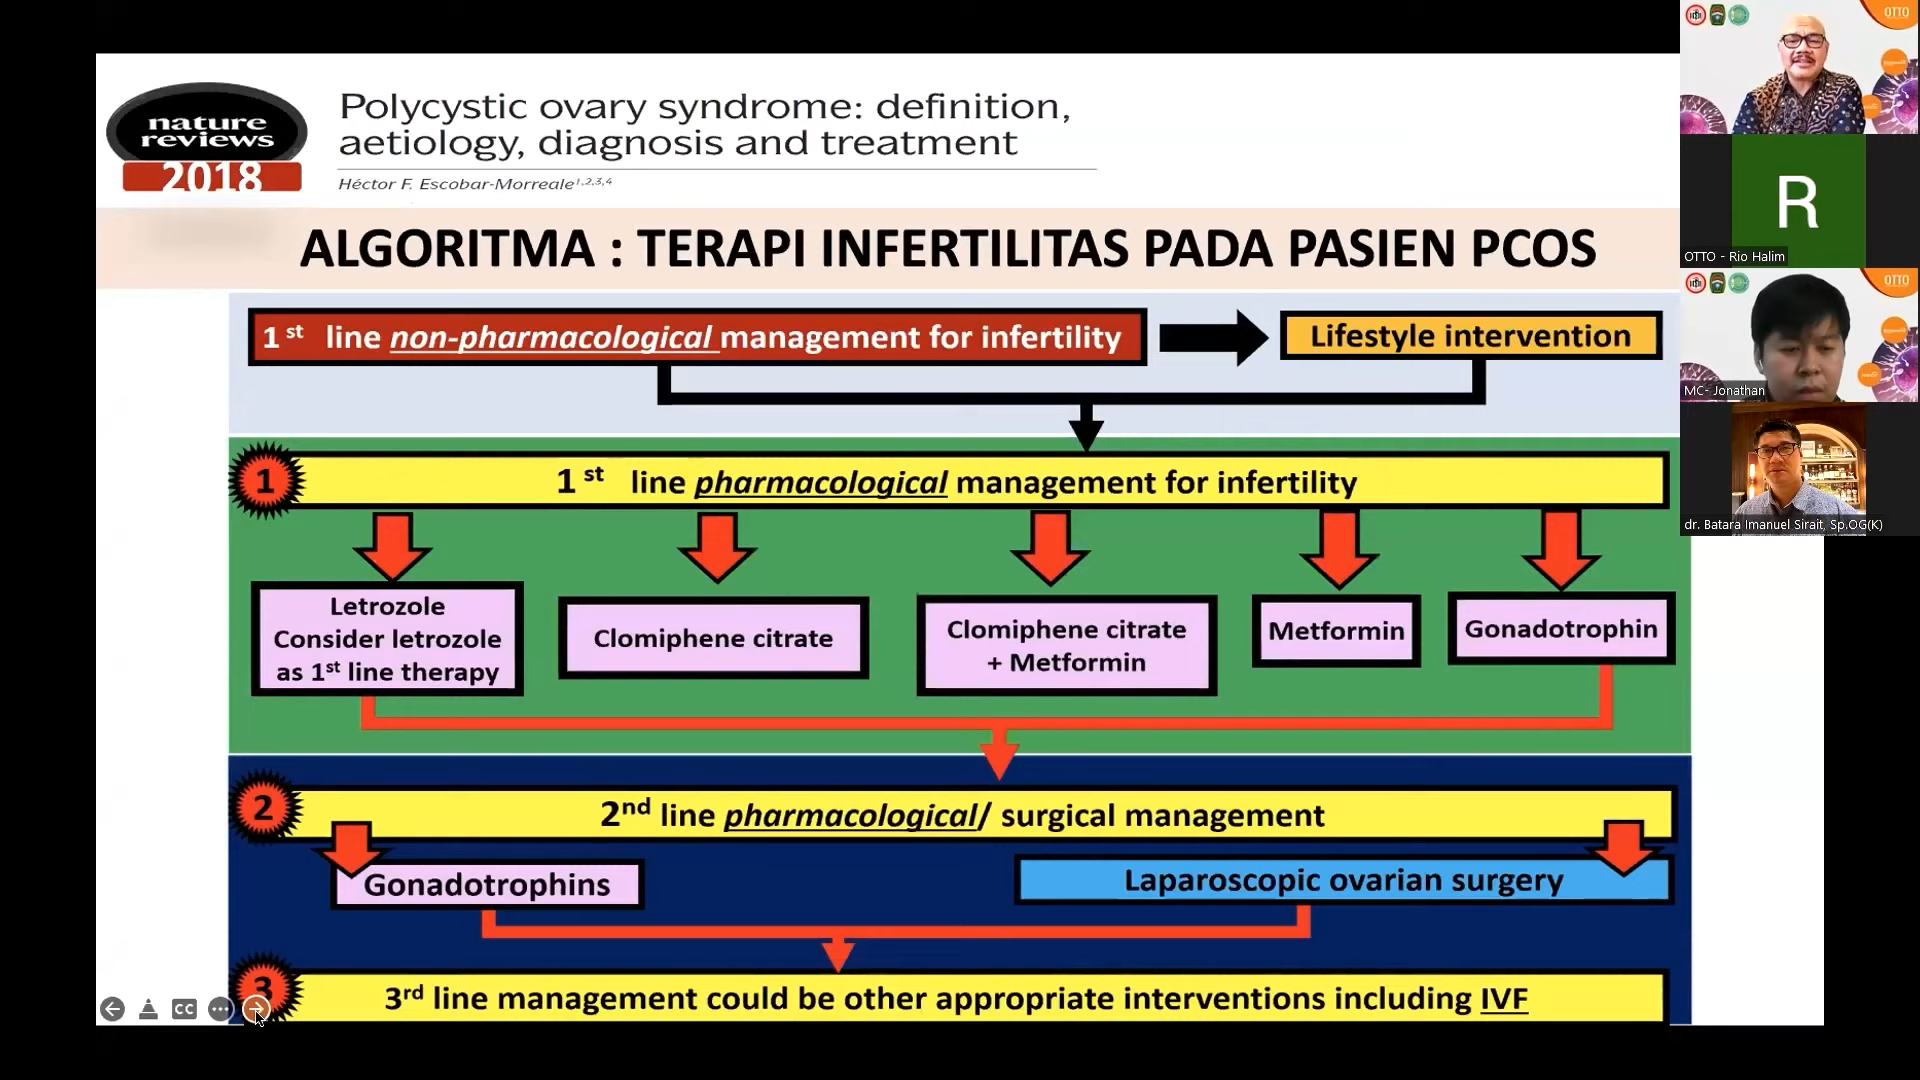 nature
reviews
2018
Polycystic ovary syndrome: definition,
aetiology, diagnosis and treatment
Héctor F. Escobar-Morreale1,2,3,4
ALGORITMA : TERAPI INFERTILITAS PADA PASIEN PCOS
1 st line non-pharmacological management for infertility
Lifestyle intervention
1
1 st line pharmacological management for infertility
Letrozole
Consider letrozole
as 1st line therapy
Clomiphene citrate
Clomiphene citrate
+ Metformin
Metformin
Gonadotrophin
2
2nd line pharmacological/ surgical management
Gonadotrophins
Laparoscopic ovarian surgery
3
3rd line management could be other appropriate interventions including IVF
CC
OTTO
R
OTTO - Rio Halim
OTTO
MC- Jonathan
dr. Batara Imanuel Sirait, Sp.OG(K)